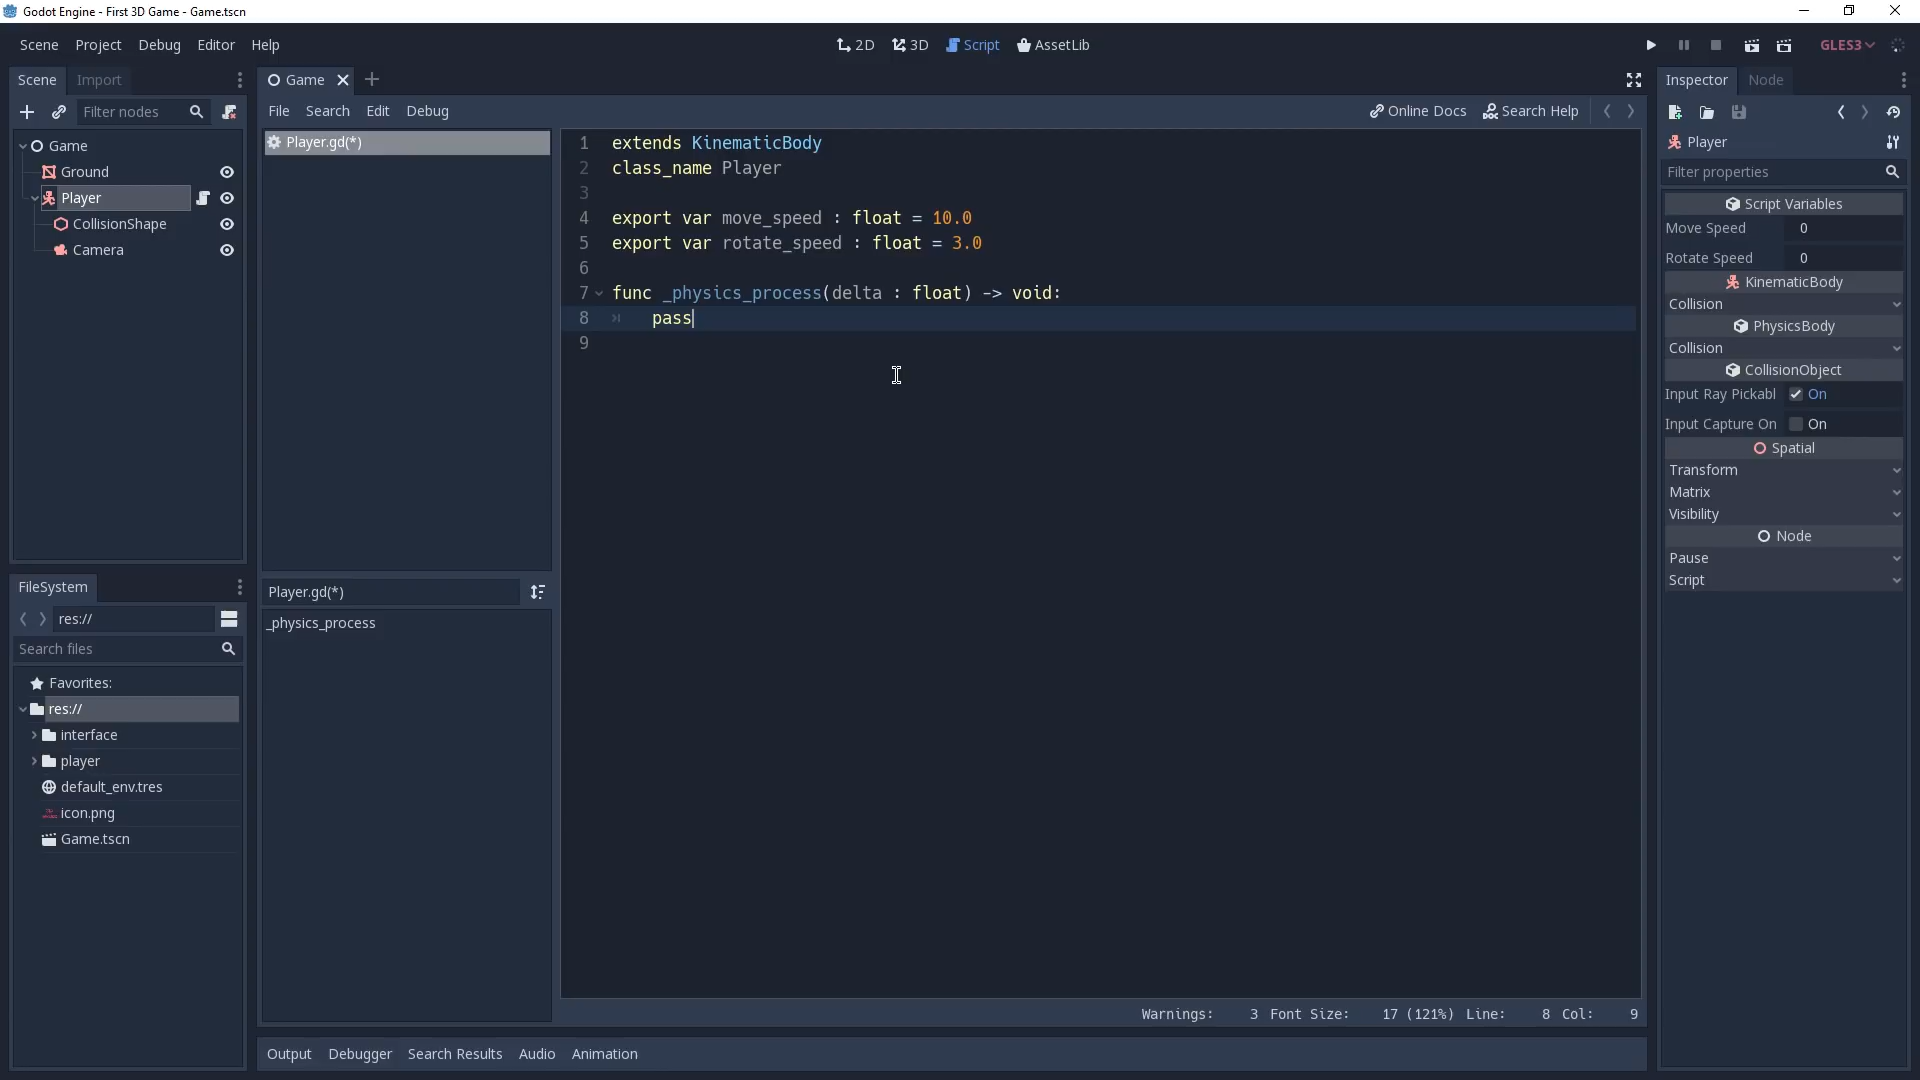 Godot Engine - First 3D Game - Game.tscn
Scene Project Debug Editor Help
2D 3D Script AssetLib
GLES3
Scene Import
Filter nodes
Game
Ground
Player
CollisionShape
Camera
FileSystem
res://
Search files
Favorites:
res://
interface
player
default_env.tres
icon.png
Game.tscn
Game
File Search Edit Debug
Online Docs Search Help
Player.gd(*)
Player.gd(*)
_physics_process
1 extends KinematicBody
2 class_name Player
3
4 export var move_speed : float = 10.0
5 export var rotate_speed : float = 3.0
6
7 func _physics_process(delta : float) -> void:
8 pass
9
Warnings: 3 Font Size: 17 (121%) Line: 8 Col: 9
Output Debugger Search Results Audio Animation
Inspector Node
Player
Filter properties
Script Variables
Move Speed 0
Rotate Speed 0
KinematicBody
Collision
PhysicsBody
Collision
CollisionObject
Input Ray Pickabl On
Input Capture On On
Spatial
Transform
Matrix
Visibility
Node
Pause
Script